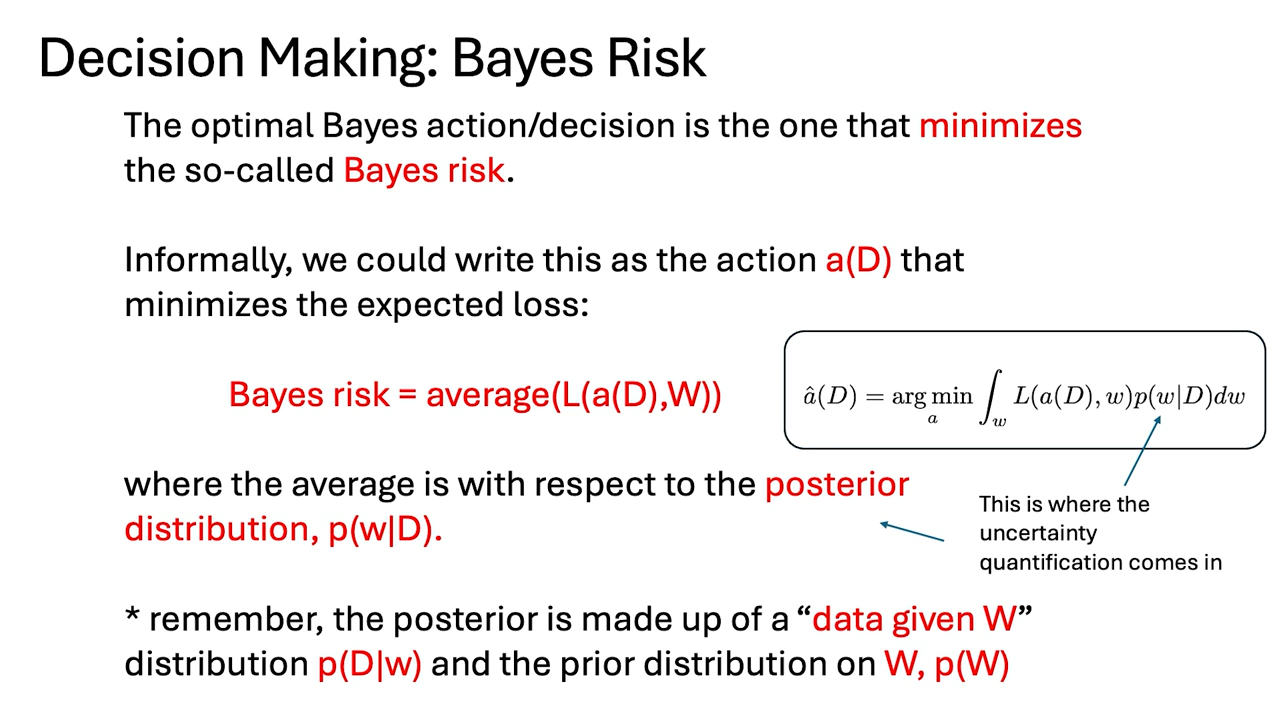 Decision Making: Bayes Risk
The optimal Bayes action/decision is the one that minimizes
the so-called Bayes risk.
Informally, we could write this as the action a(D) that
minimizes the expected loss:
Bayes risk = average(L(a(D),W))
â(D) = arg min_a ∫_w L(a(D), w)p(w|D)dw
where the average is with respect to the posterior
distribution, p(w|D).
This is where the
uncertainty
quantification comes in
* remember, the posterior is made up of a “data given W”
distribution p(D|w) and the prior distribution on W, p(W)